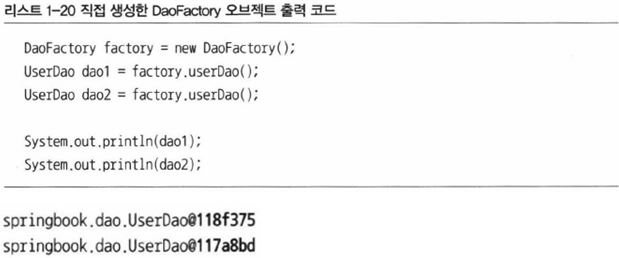 리스트 1-20 직접 생성한 DaoFactory 오브젝트 출력 코드
DaoFactory factory = new DaoFactory();
UserDao dao1 = factory.userDao();
UserDao dao2 = factory.userDao();
System.out.println(dao1);
System.out.println(dao2);
springbook.dao.UserDao@118f375
springbook.dao.UserDao@117a8bd